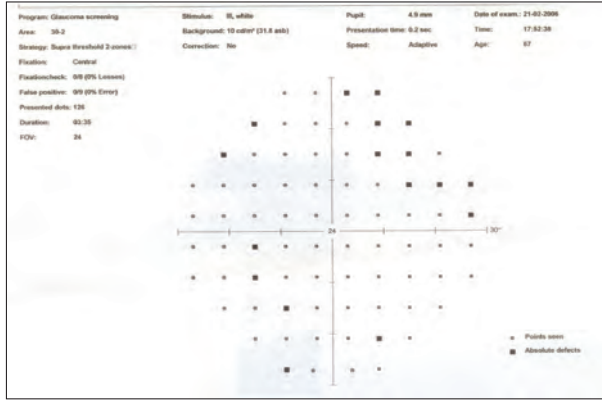 Program: Glaucoma screening Stimulus: III, white Pupil: 4.9 mm Date of exam.: 21-02-2006
Area: 30-2 Background: 10 cd/m² (31.8 asb) Presentation time: 0.2 sec Time: 17:52:38
Strategy: Supra threshold 2-zones Correction: No Speed: Adaptive Age: 67
Fixation: Central
Fixationcheck: 0/0 (0% Losses)
False positive: 0/9 (0% Error)
Presented dots: 126
Duration: 03:35
FOV: 24
24 30°
Points seen
Absolute defects